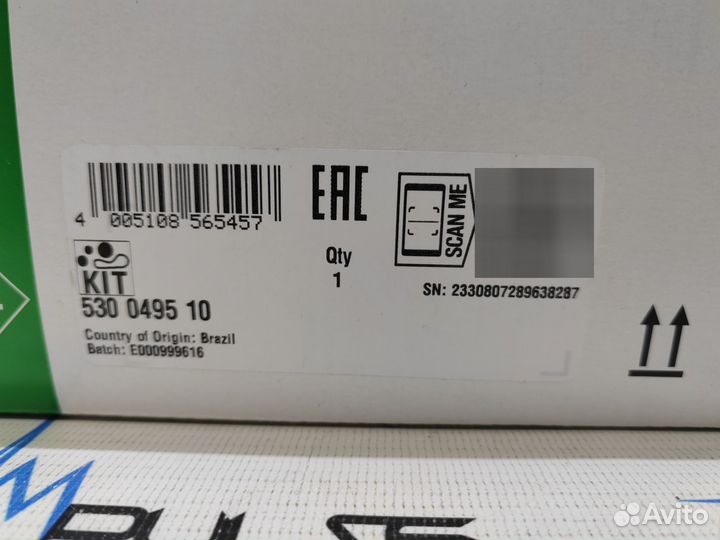 4 005108 565457
EAC
SCAN ME
Qty
1
KIT
530 0495 10
SN: 2330807289638287
Country of Origin: Brazil
Batch: E000999616
Avito